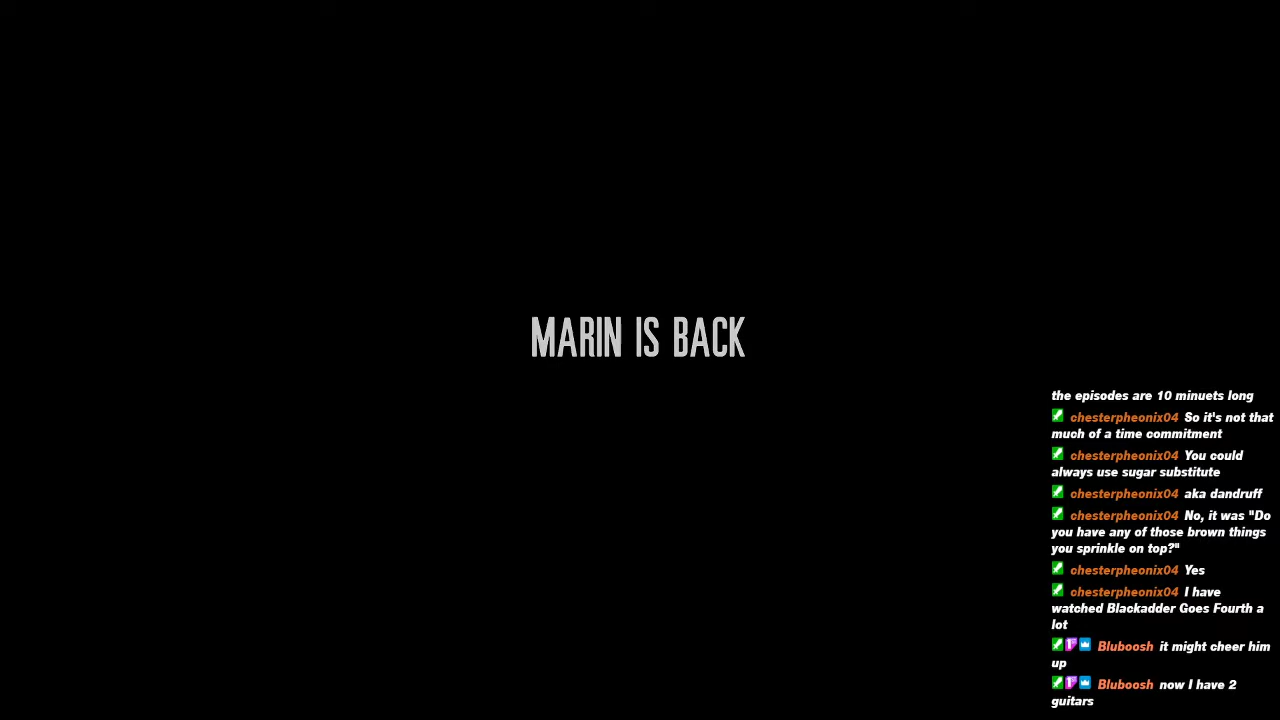 MARIN IS BACK
the episodes are 10 minuets long
chesterpheonix04 So it's not that
much of a time commitment
chesterpheonix04 You could
always use sugar substitute
chesterpheonix04 aka dandruff
chesterpheonix04 No, it was "Do
you have any of those brown things
you sprinkle on top?"
chesterpheonix04 Yes
chesterpheonix04 I have
watched Blackadder Goes Fourth a
lot
Bluboosh it might cheer him
up
Bluboosh now I have 2
guitars